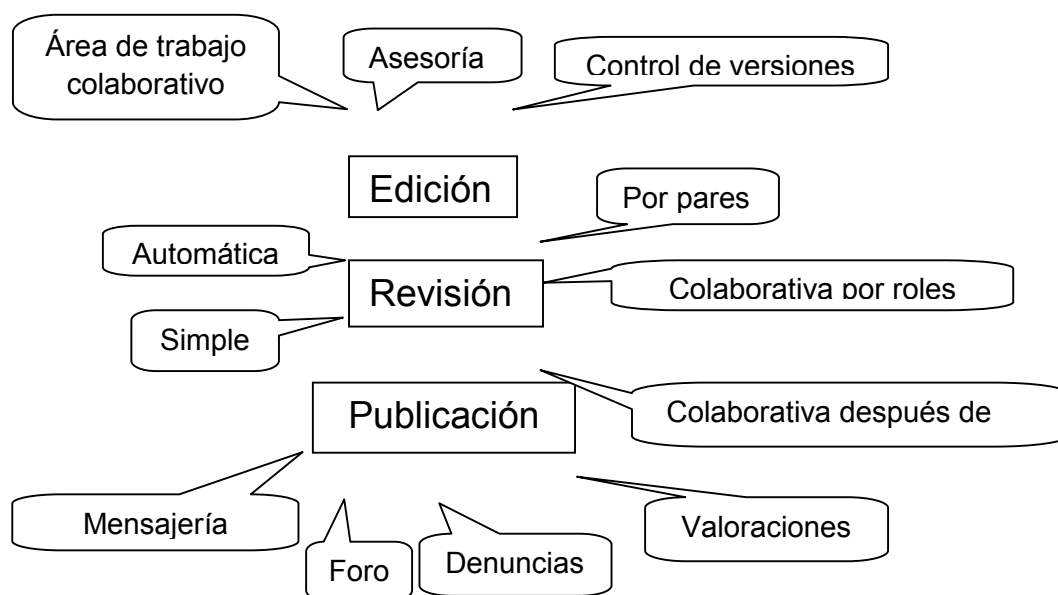 Área de trabajo
colaborativo
Asesoría
Control de versiones
Edición
Por pares
Automática
Revisión
Colaborativa por roles
Simple
Publicación
Colaborativa después de
Mensajería
Foro
Denuncias
Valoraciones